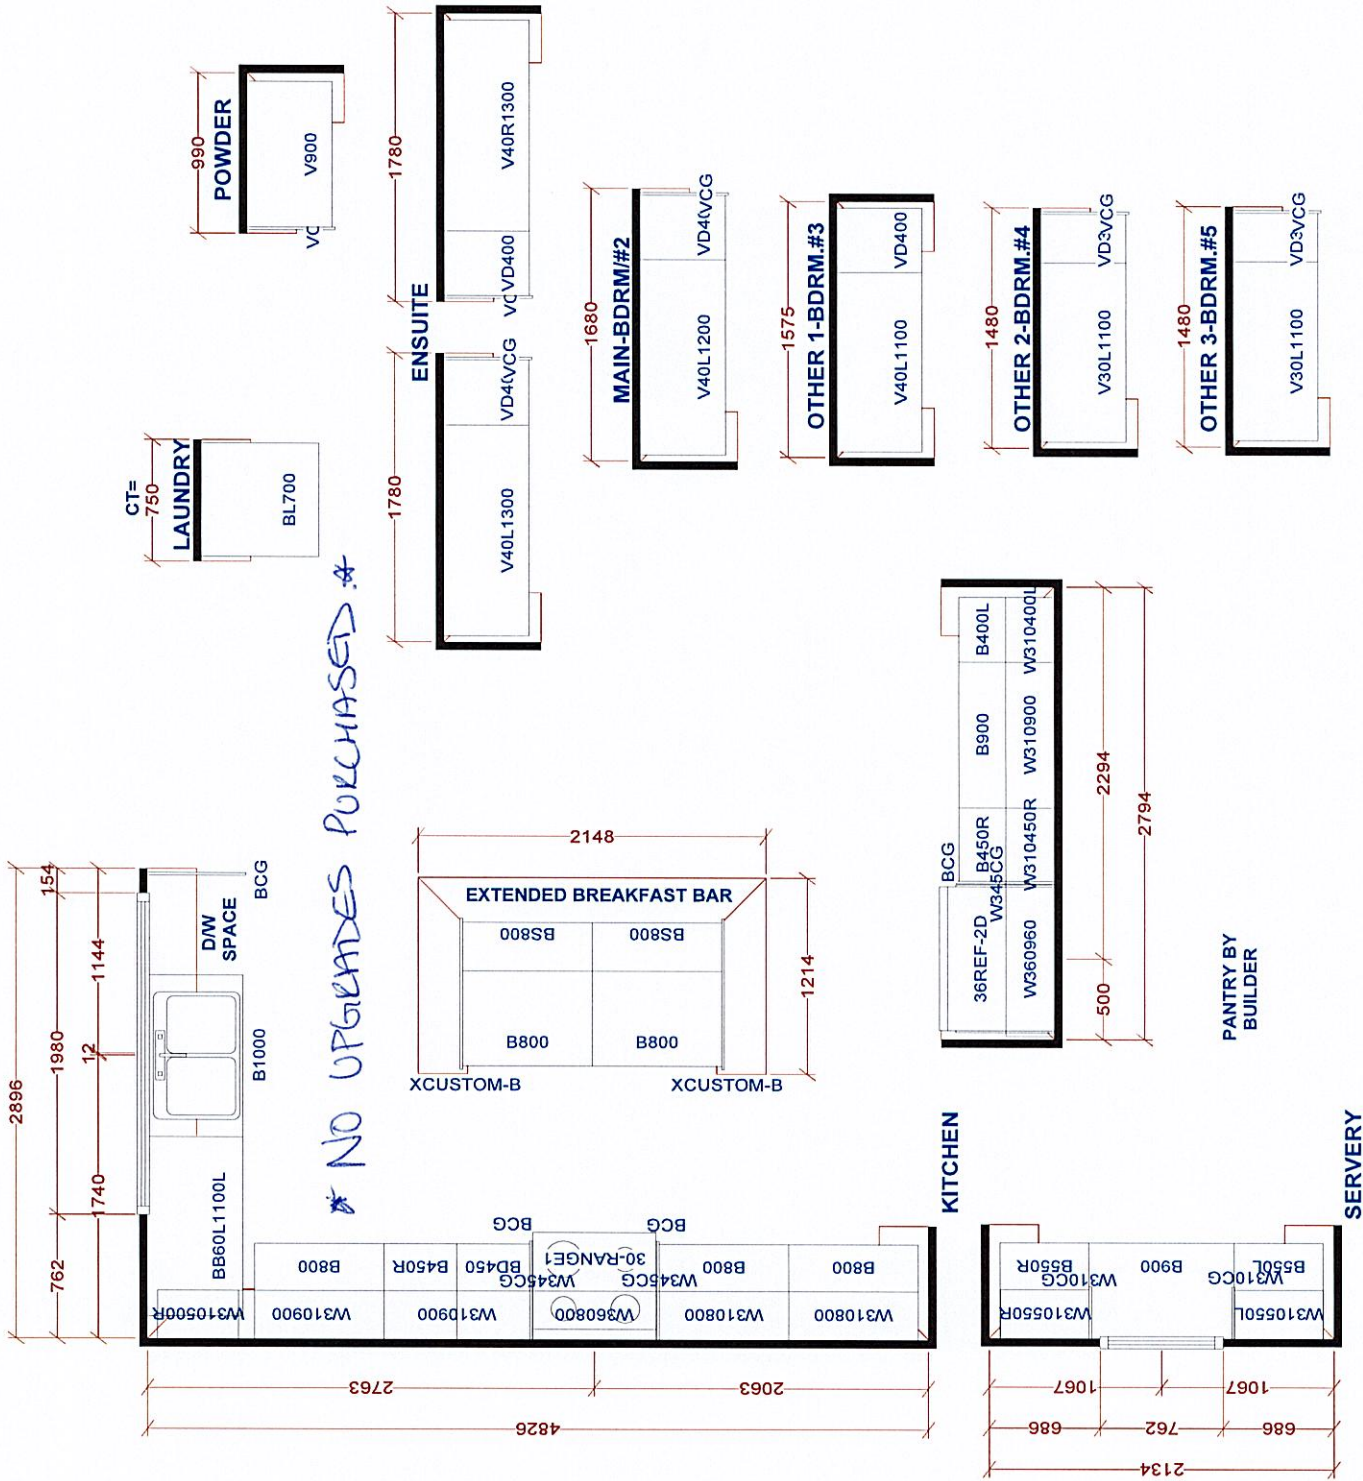 990
POWDER
V900
VC
1780
V40R1300
VD400
VC
ENSUITE
CT=
750
LAUNDRY
BL700
1780
V40L1300
VD4(
VCG
1680
MAIN-BDRM/#2
V40L1200
VD4(
VCG
1575
OTHER 1-BDRM.#3
V40L1100
VD400
1480
OTHER 2-BDRM.#4
V30L1100
VD3
VCG
1480
OTHER 3-BDRM.#5
V30L1100
VD3
VCG
* NO UPGRADES PURCHASED *
2896
154
1980
762
1144
12
1740
D/W
SPACE
BCG
B1000
BB60L1100L
W310500R
B800
W310900
B450R
BD450
W310900
BCG
W345CG
30-RANGE1
W360800
BCG
W345CG
B800
W310800
B800
W310800
2763
2063
4826
KITCHEN
2148
EXTENDED BREAKFAST BAR
BS800
BS800
B800
B800
1214
XCUSTOM-B
XCUSTOM-B
BCG
36REF-2D
W345CG
W360960
B450R
W310450R
B900
W310900
B400L
W310400L
2294
500
2794
PANTRY BY
BUILDER
SERVERY
B550R
W310CG
W310550R
B900
B550L
W310CG
W310550L
1067
1067
686
762
686
2134